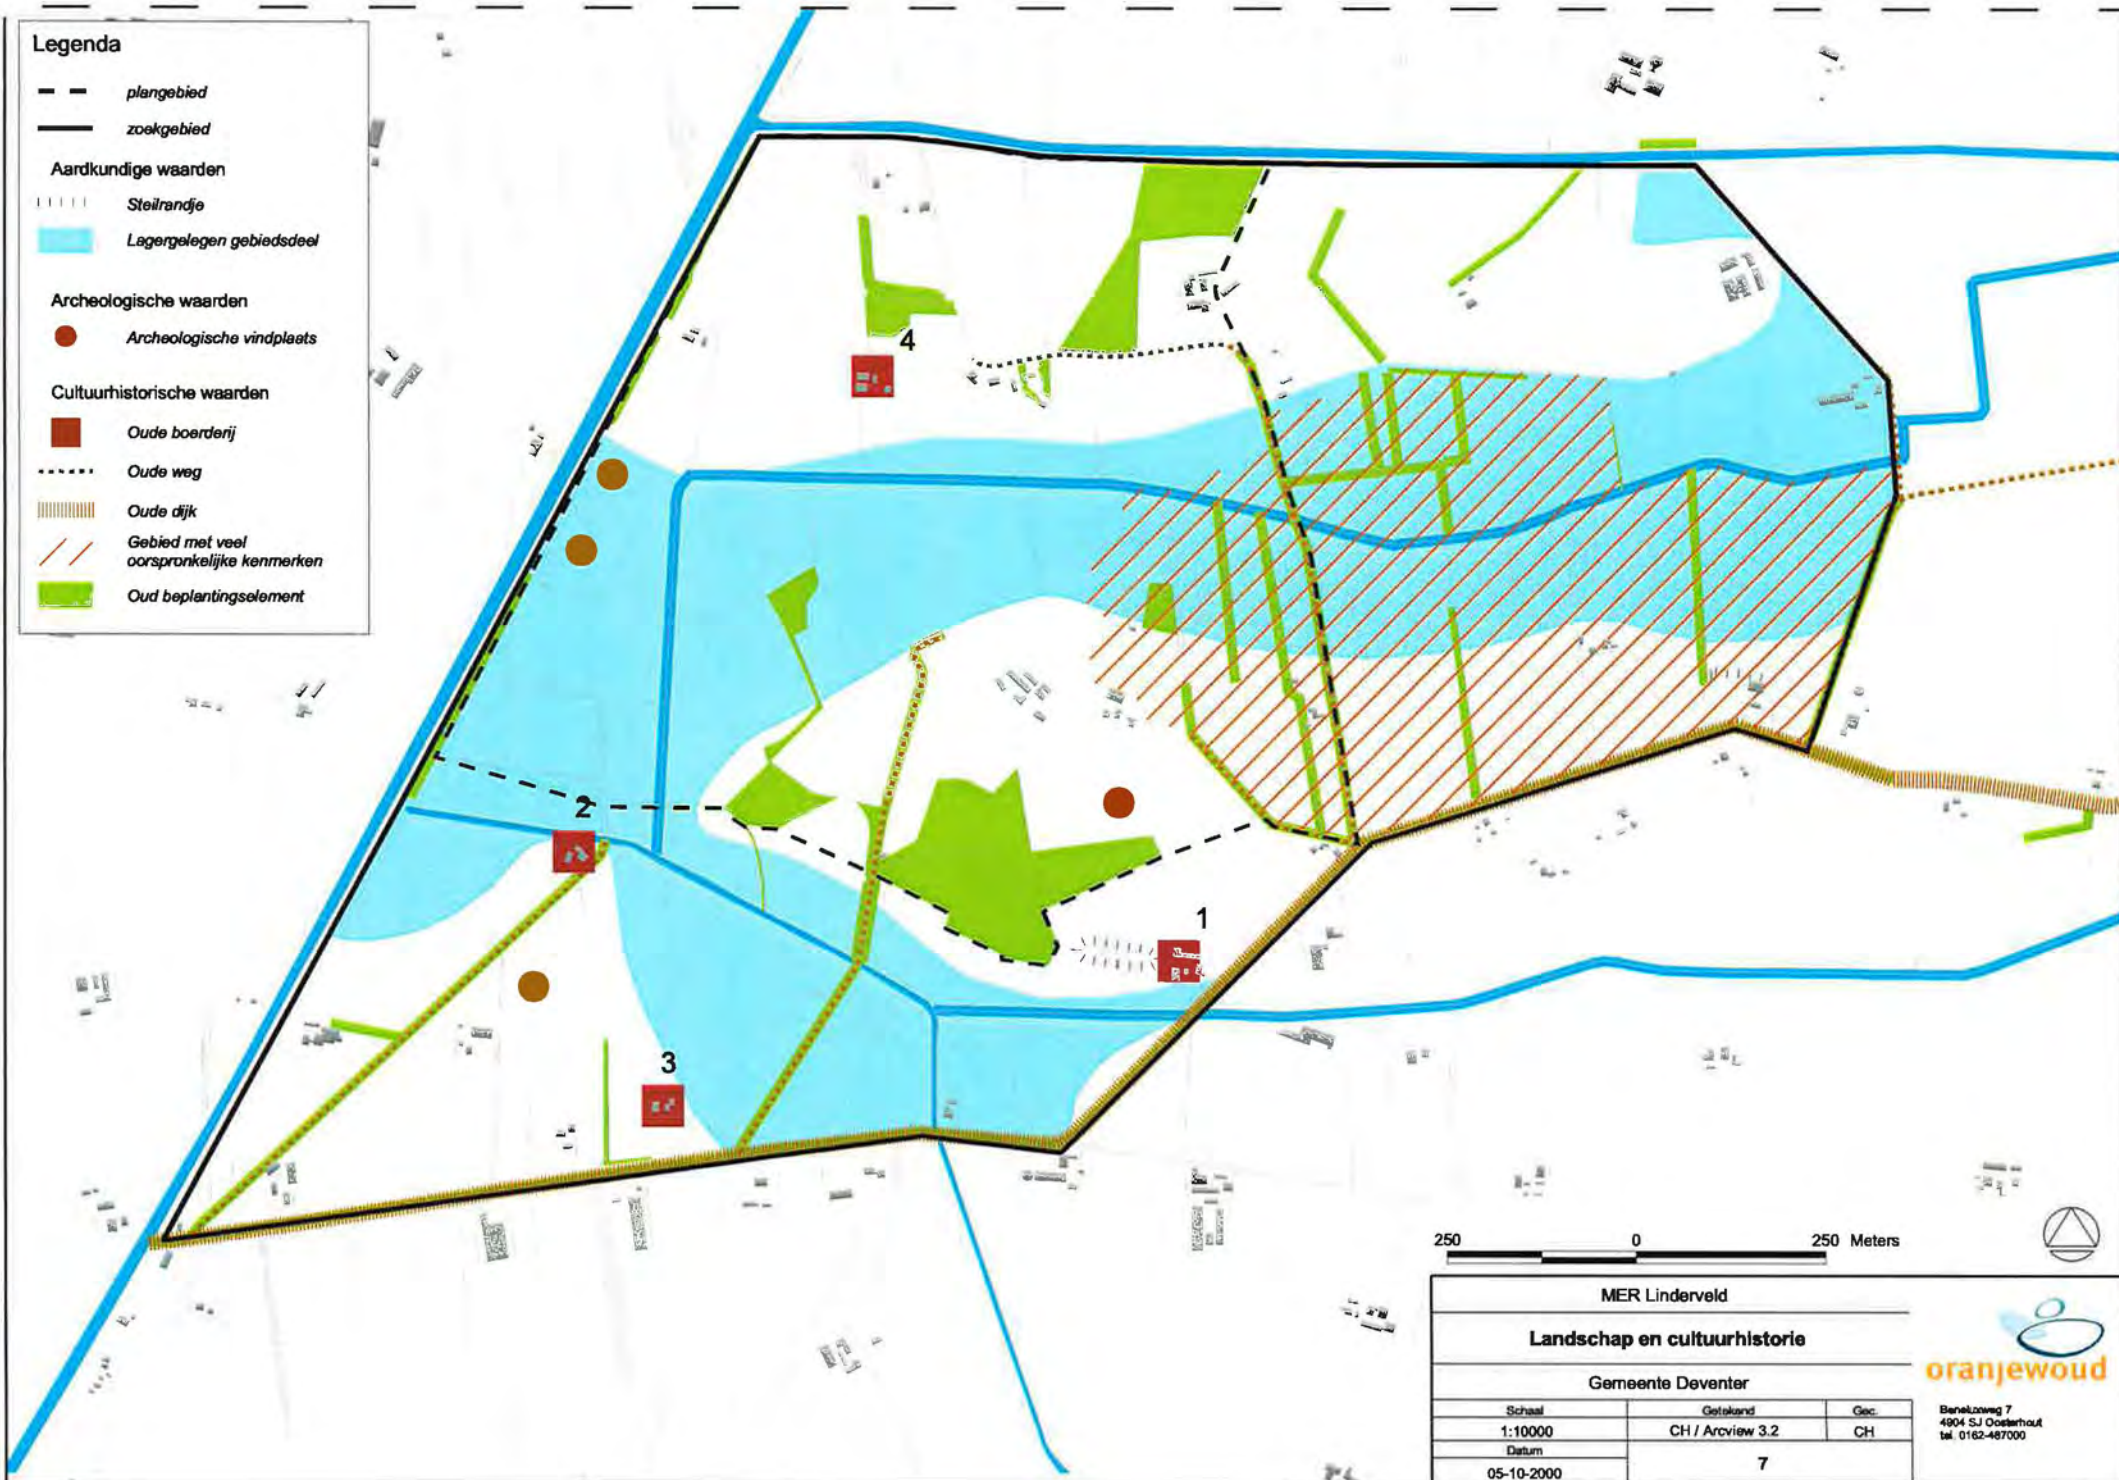 Legenda
plangebied
zoekgebied
Aardkundige waarden
Steilrandje
Lagergelegen gebiedsdeel
Archeologische waarden
Archeologische vindplaats
Cultuurhistorische waarden
Oude boerderij
Oude weg
Oude dijk
Gebied met veel
oorspronkelijke kenmerken
Oud beplantingselement
4
2
1
3
250 0 250 Meters
MER Linderveld
Landschap en cultuurhistorie
Gemeente Deventer
Schaal Getekend Gec.
1:10000 CH / Arcview 3.2 CH
Datum
05-10-2000
7
oranjewoud
7
4904 SJ Oosterhout
tel. 0162-487000